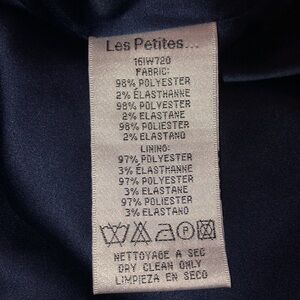 Les Petites...
16IW720
FABRIC:
98% POLYESTER
2% ELASTHANNE
98% POLYESTER
2% ELASTANE
98% POLIESTER
2% ELASTANO
LINING:
97% POLYESTER
3% ELASTHANNE
97% POLYESTER
3% ELASTANE
97% POLIESTER
3% ELASTANO
P
NETTOYAGE A SEC
DRY CLEAN ONLY
LIMPIEZA EN SECO